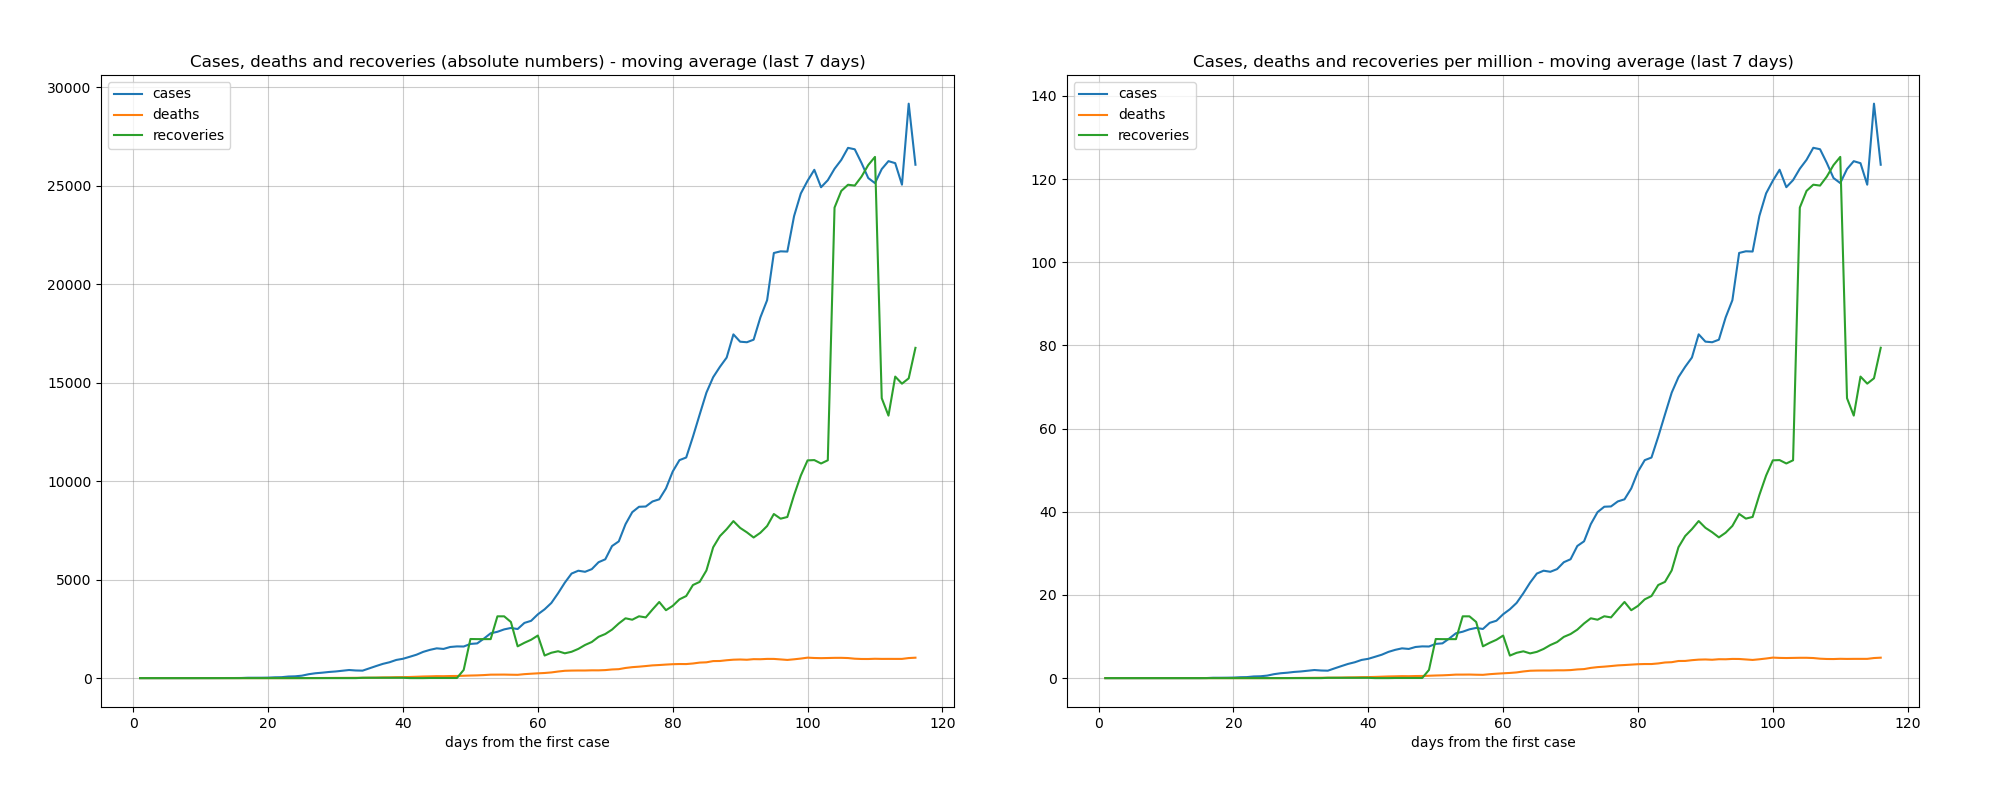 Cases, deaths and recoveries (absolute numbers) - moving average (last 7 days)
30000
25000
20000
15000
10000
5000
0
cases
deaths
recoveries
0 20 40 60 80 100 120
days from the first case
Cases, deaths and recoveries per million - moving average (last 7 days)
140
120
100
80
60
40
20
0
cases
deaths
recoveries
0 20 40 60 80 100 120
days from the first case